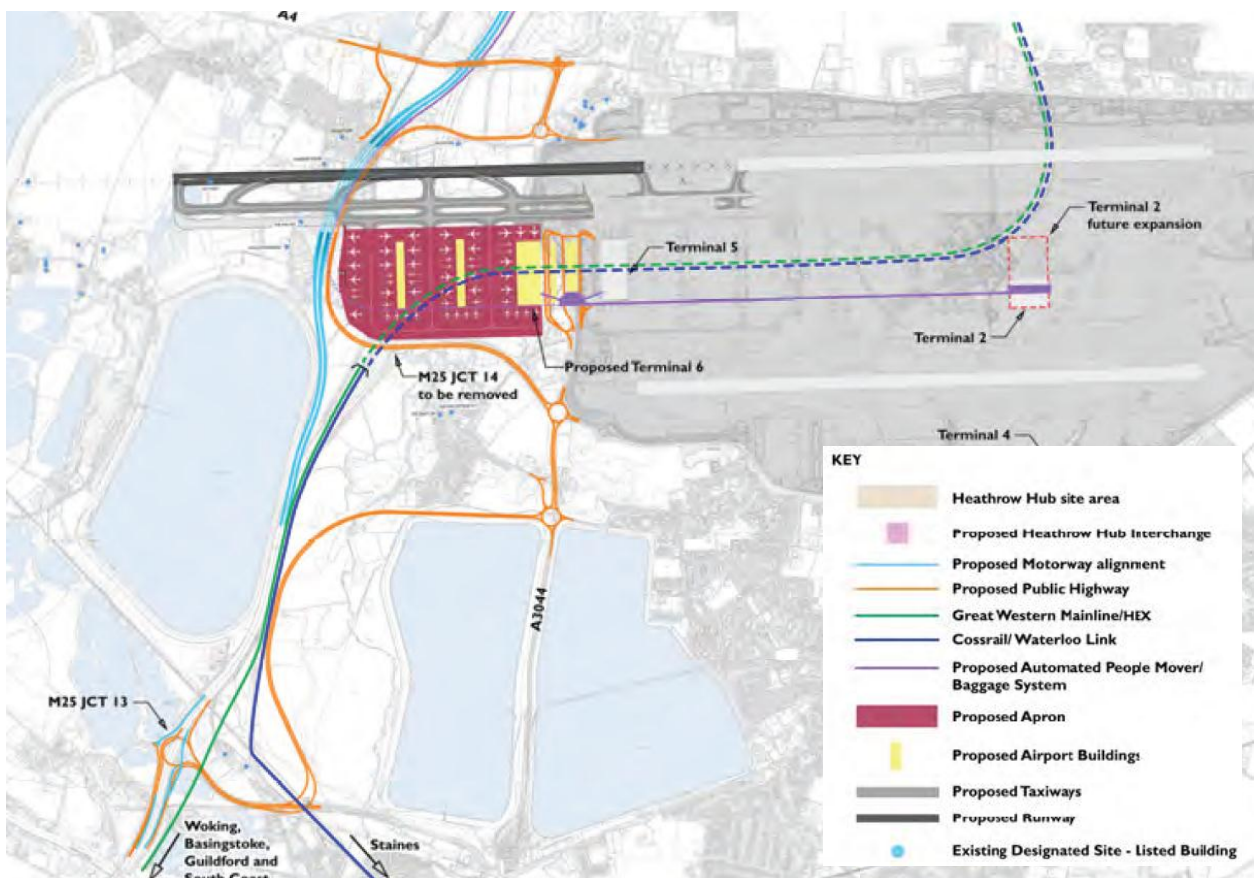 A4
Terminal 2
future expansion
Terminal 5
Terminal 2
Proposed Terminal 6
M25 JCT 14
to be removed
Terminal 4
A3044
M25 JCT 13
Woking,
Basingstoke,
Guildford and
South Coast
Staines
KEY
Heathrow Hub site area
Proposed Heathrow Hub Interchange
Proposed Motorway alignment
Proposed Public Highway
Great Western Mainline/HEX
Cossrail/ Waterloo Link
Proposed Automated People Mover/
Baggage System
Proposed Apron
Proposed Airport Buildings
Proposed Taxiways
Proposed Runway
Existing Designated Site - Listed Building